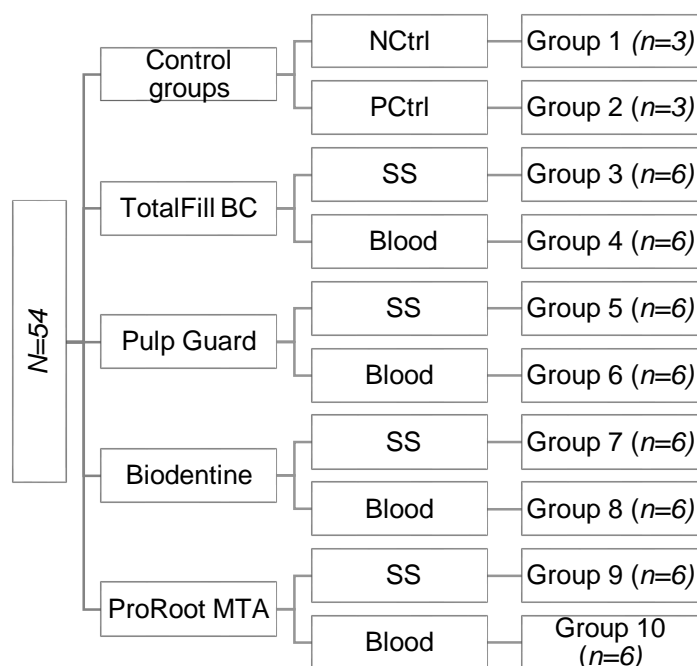 N=54
Control
groups
NCtrl
Group 1 (n=3)
PCtrl
Group 2 (n=3)
TotalFill BC
SS
Group 3 (n=6)
Blood
Group 4 (n=6)
Pulp Guard
SS
Group 5 (n=6)
Blood
Group 6 (n=6)
Biodentine
SS
Group 7 (n=6)
Blood
Group 8 (n=6)
ProRoot MTA
SS
Group 9 (n=6)
Blood
Group 10
(n=6)